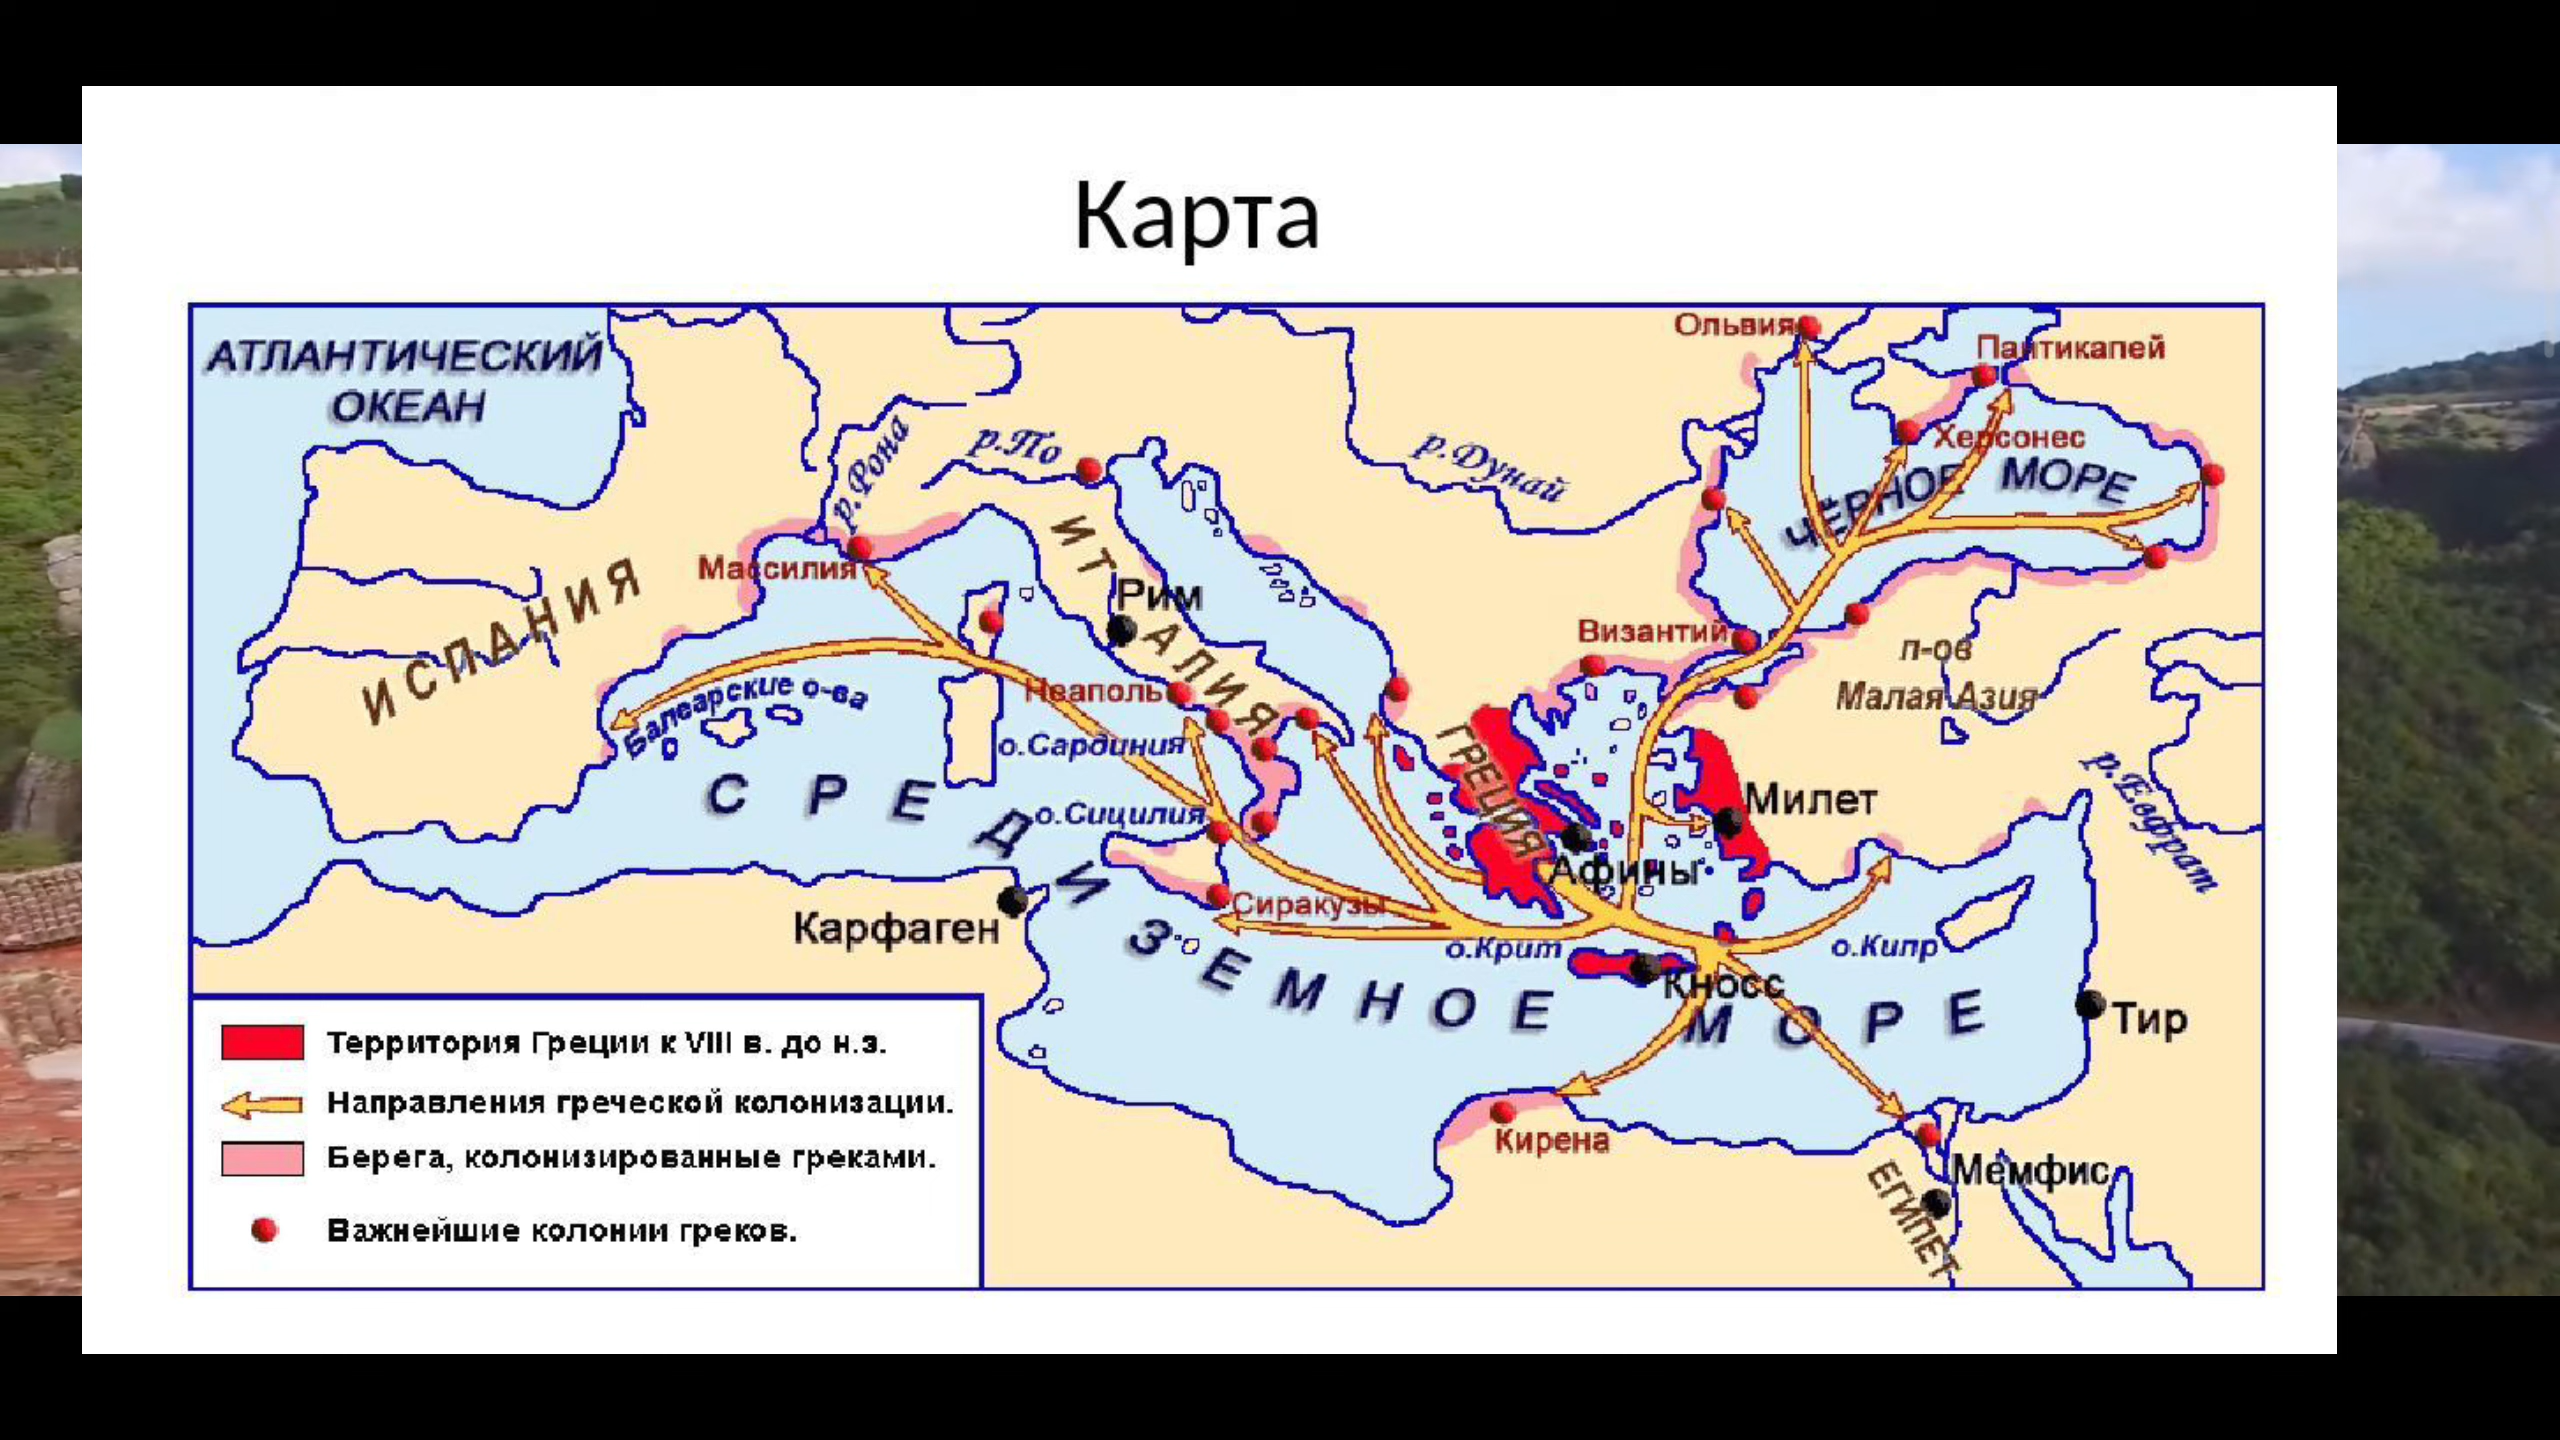 Карта
АТЛАНТИЧЕСКИЙ
ОКЕАН
Ольвия
Пантикапей
Херсонес
ЧЁРНОЕ МОРЕ
р.Рона
р.По
р.Дунай
ИСПАНИЯ
Массилия
ИТАЛИЯ
Рим
Византий
п-ов
Малая Азия
Балеарские о-ва
Неаполь
о.Сардиния
ГРЕЦИЯ
Милет
р.Евфрат
о.Сицилия
Афины
СРЕДИЗЕМНОЕ МОРЕ
Карфаген
Сиракузы
о.Крит
Кносс
о.Кипр
Тир
Кирена
Мемфис
ЕГИПЕТ
Территория Греции к VIII в. до н.э.
Направления греческой колонизации.
Берега, колонизированные греками.
Важнейшие колонии греков.